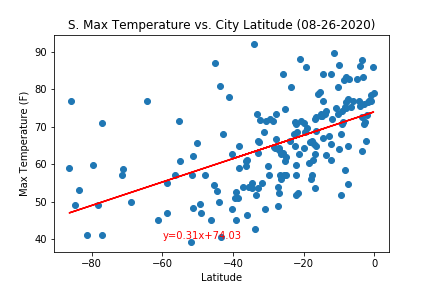 S. Max Temperature vs. City Latitude (08-26-2020)
Max Temperature (F)
90
80
70
60
50
40
y=0.31x+74.03
−80 −60 −40 −20 0
Latitude